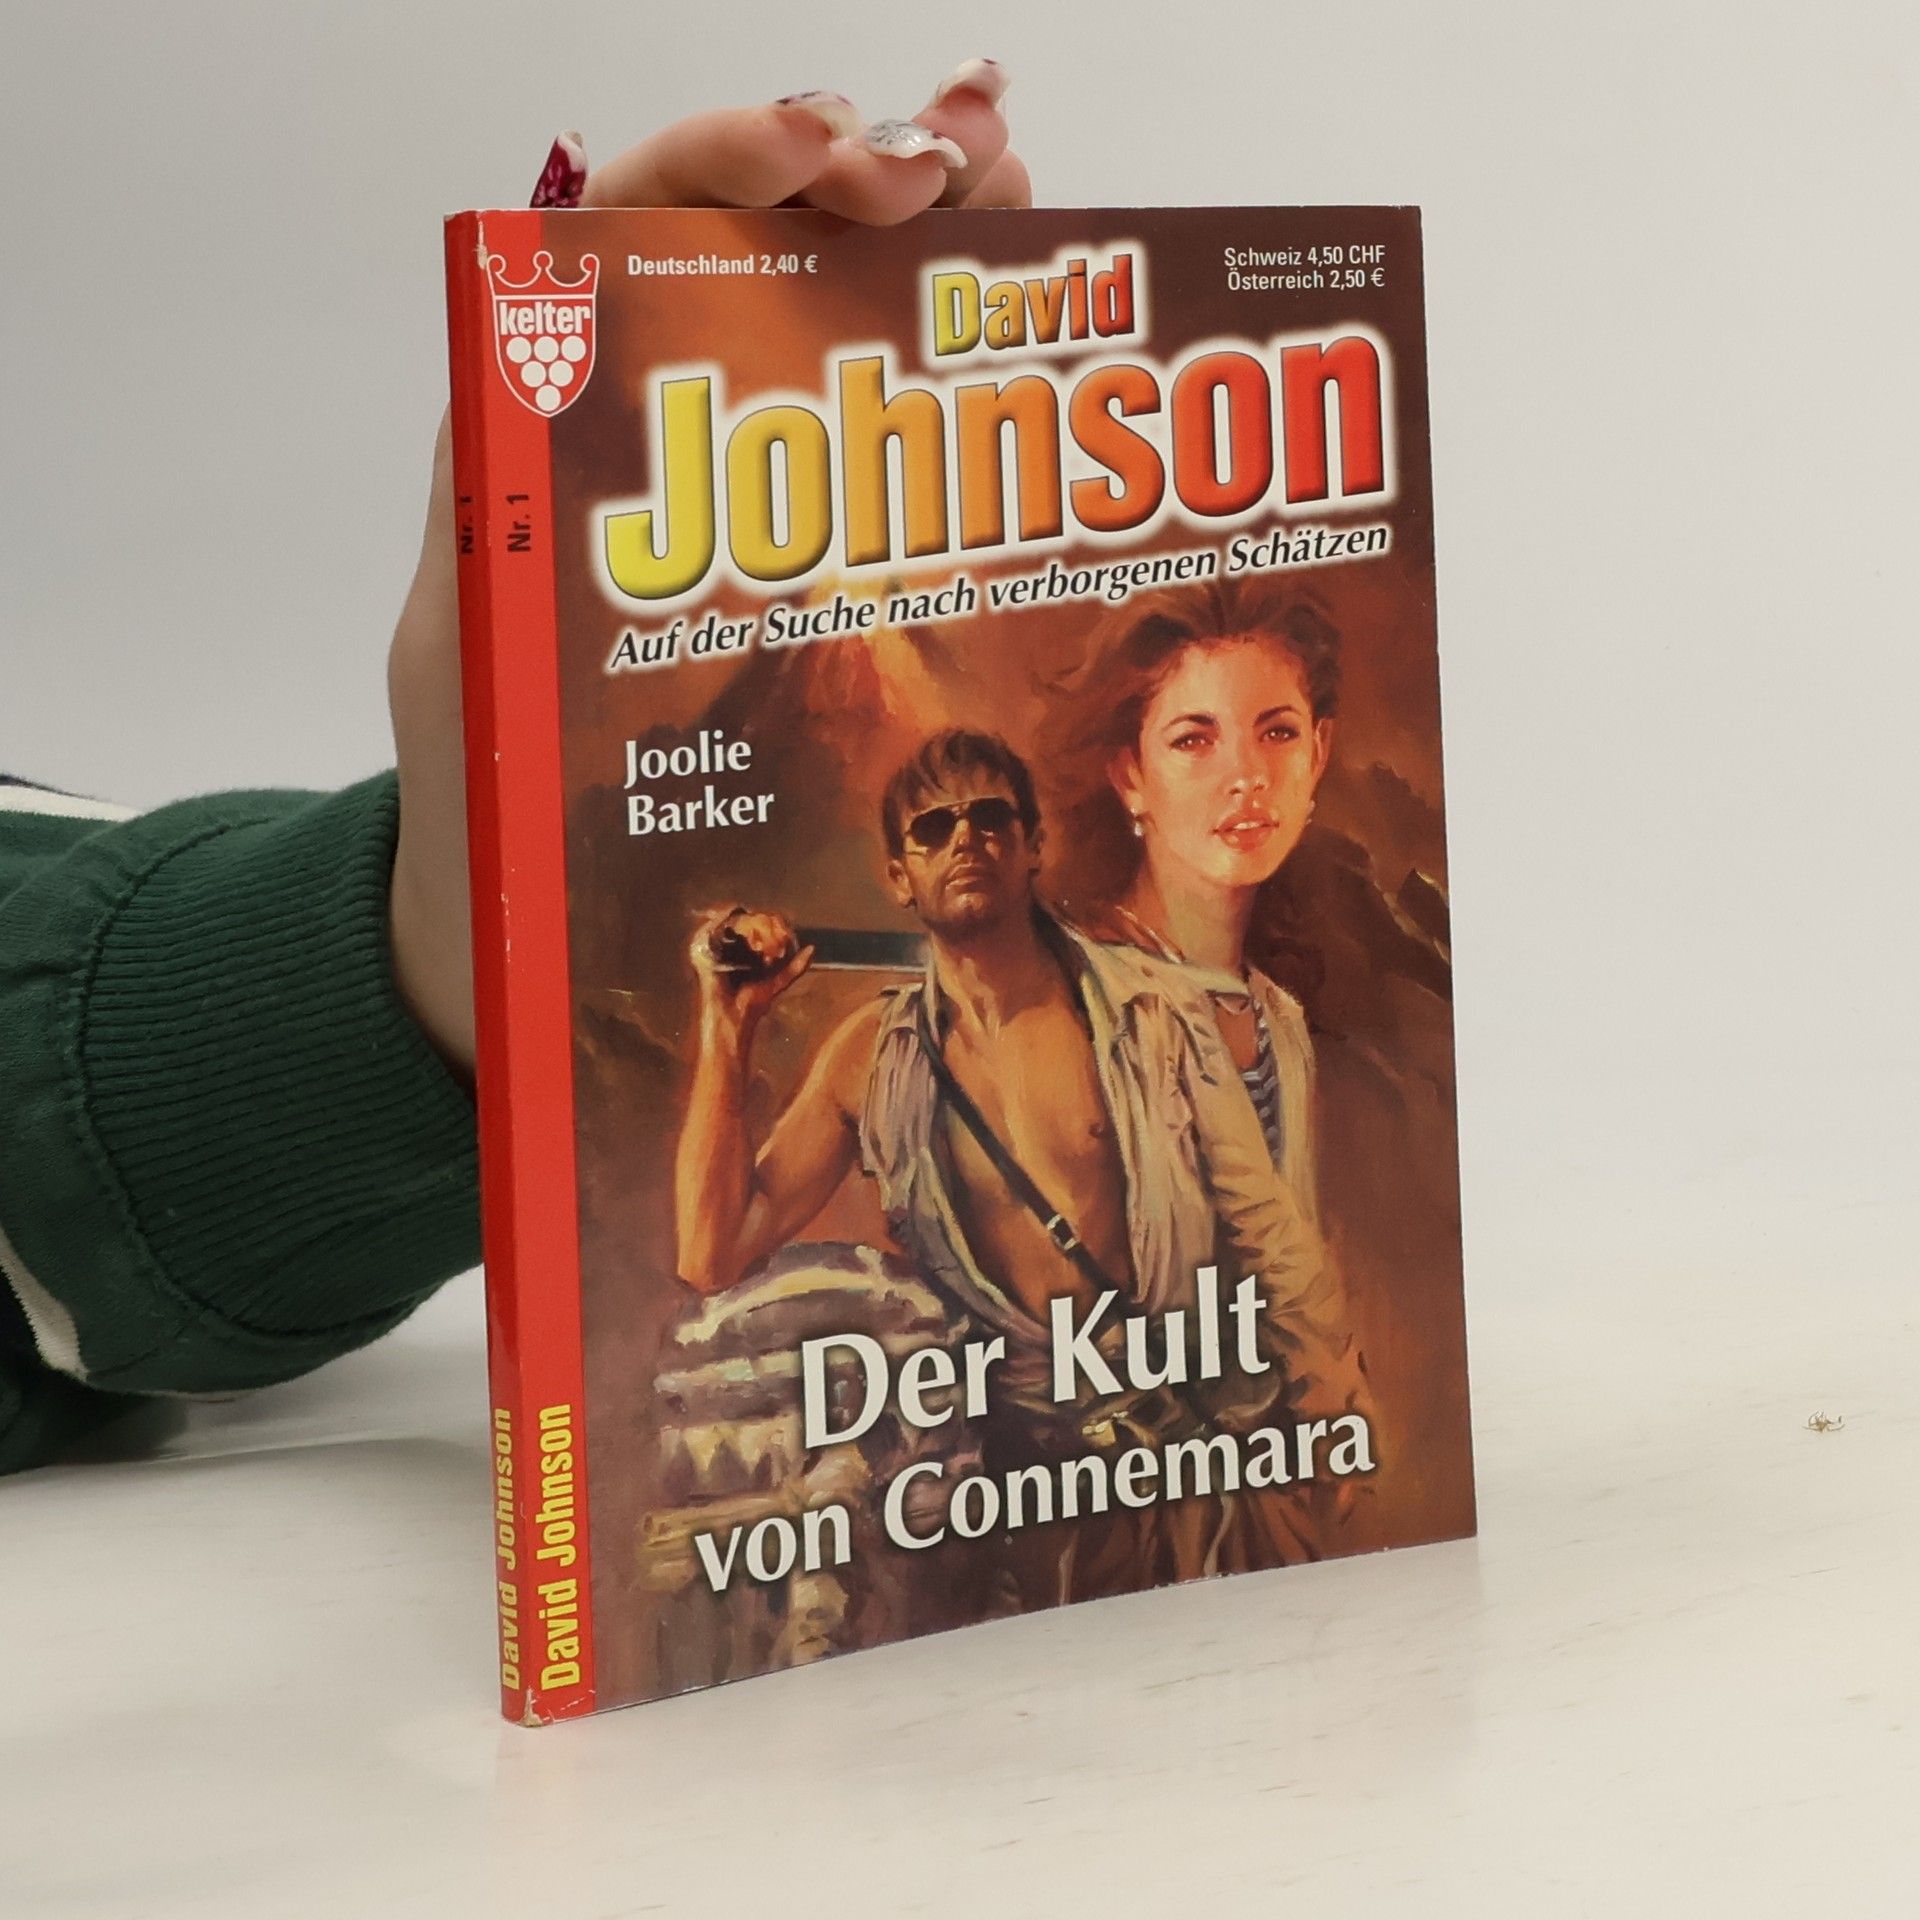 Deutschland 2,40 €
Schweiz 4,50 CHF
Österreich 2,50 €
kelter
David
Johnson
Auf der Suche nach verborgenen Schätzen
Nr. 1
Nr. 1
Joolie
Barker
Der Kult
von Connemara
David Johnson
David Johnson